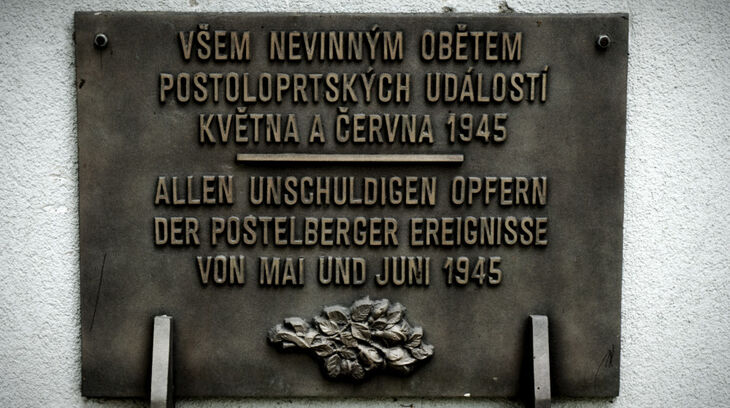 VŠEM NEVINNÝM OBĚTEM
POSTOLOPRTSKÝCH UDÁLOSTÍ
KVĚTNA A ČERVNA 1945
ALLEN UNSCHULDIGEN OPFERN
DER POSTELBERGER EREIGNISSE
VON MAI UND JUNI 1945